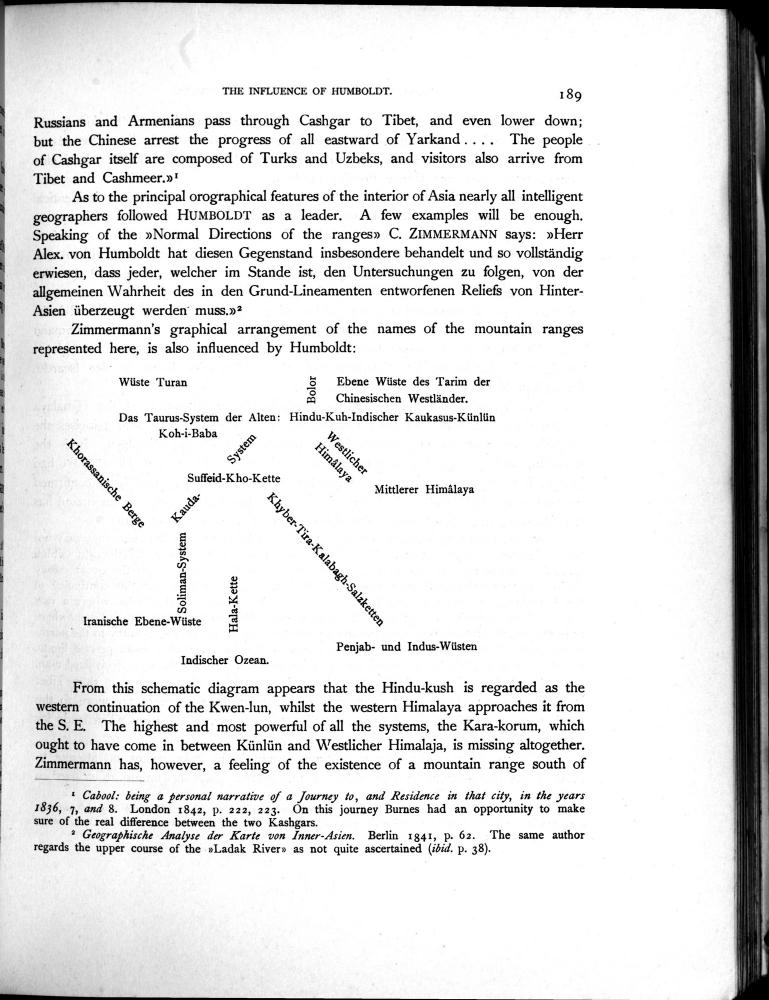 THE INFLUENCE OF HUMBOLDT.
189
Russians and Armenians pass through Cashgar to Tibet, and even lower down;
but the Chinese arrest the progress of all eastward of Yarkand . . . . The people
of Cashgar itself are composed of Turks and Uzbeks, and visitors also arrive from
Tibet and Cashmeer.»¹
As to the principal orographical features of the interior of Asia nearly all intelligent
geographers followed HUMBOLDT as a leader. A few examples will be enough.
Speaking of the »Normal Directions of the ranges» C. ZIMMERMANN says: »Herr
Alex. von Humboldt hat diesen Gegenstand insbesondere behandelt und so vollständig
erwiesen, dass jeder, welcher im Stande ist, den Untersuchungen zu folgen, von der
allgemeinen Wahrheit des in den Grund-Lineamenten entworfenen Reliefs von Hinter-
Asien überzeugt werden muss.»²
Zimmermann's graphical arrangement of the names of the mountain ranges
represented here, is also influenced by Humboldt:
Wüste Turan
Bolor
Ebene Wüste des Tarim der
Chinesischen Westländer.
Das Taurus-System der Alten: Hindu-Kuh-Indischer Kaukasus-Künlün
Koh-i-Baba
System
Westlicher
Himâlaya
Khorassanische Berge
Suffeid-Kho-Kette
Mittlerer Himâlaya
Kauda-
Khyber-Tira-Kalabagh-Salzketten
Soliman-System
Hala-Kette
Iranische Ebene-Wüste
Penjab- und Indus-Wüsten
Indischer Ozean.
From this schematic diagram appears that the Hindu-kush is regarded as the
western continuation of the Kwen-lun, whilst the western Himalaya approaches it from
the S. E. The highest and most powerful of all the systems, the Kara-korum, which
ought to have come in between Künlün and Westlicher Himalaja, is missing altogether.
Zimmermann has, however, a feeling of the existence of a mountain range south of
¹ Cabool: being a personal narrative of a Journey to, and Residence in that city, in the years
1836, 7, and 8. London 1842, p. 222, 223. On this journey Burnes had an opportunity to make
sure of the real difference between the two Kashgars.
² Geographische Analyse der Karte von Inner-Asien. Berlin 1841, p. 62. The same author
regards the upper course of the »Ladak River» as not quite ascertained (ibid. p. 38).